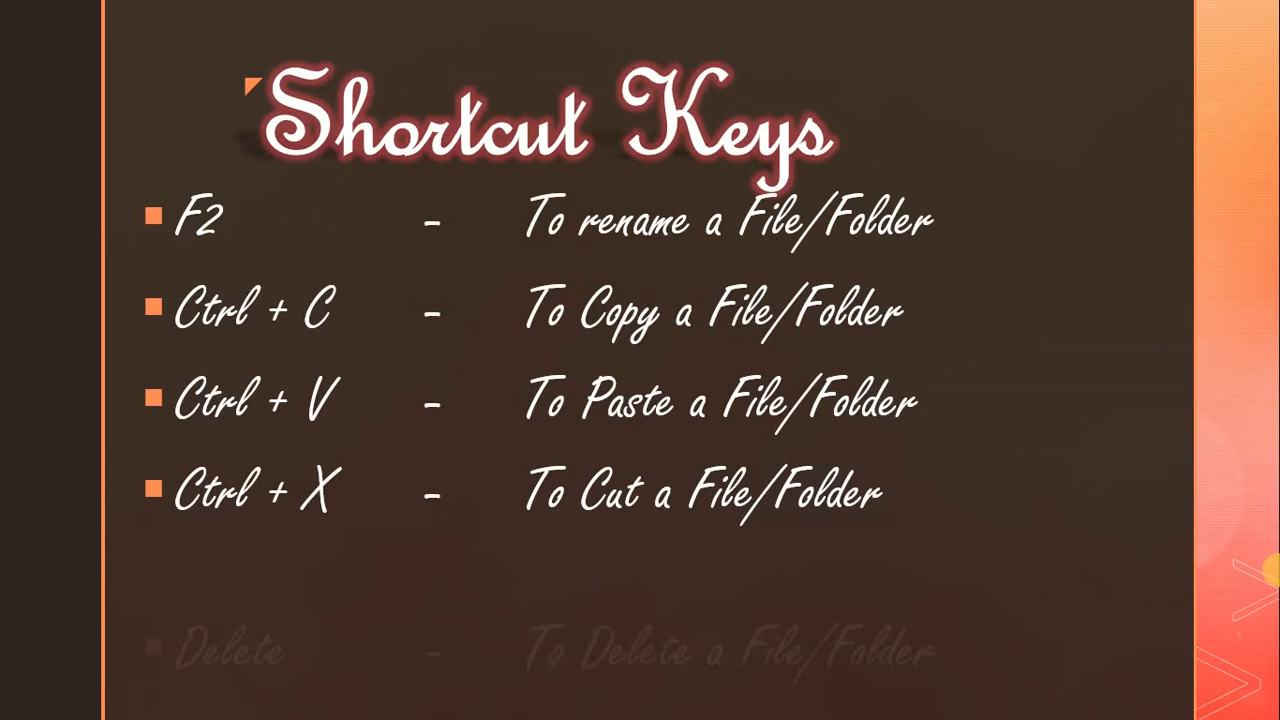 Shortcut Keys
F2 - To rename a File/Folder
Ctrl + C - To Copy a File/Folder
Ctrl + V - To Paste a File/Folder
Ctrl + X - To Cut a File/Folder
Delete - To Delete a File/Folder